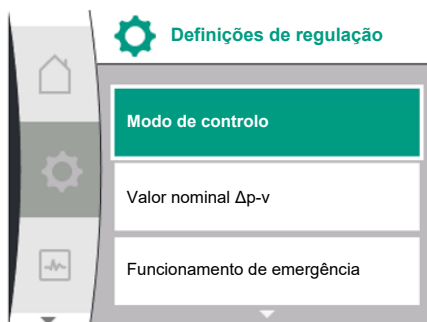 Definições de regulação
Modo de controlo
Valor nominal Δp-v
Funcionamento de emergência